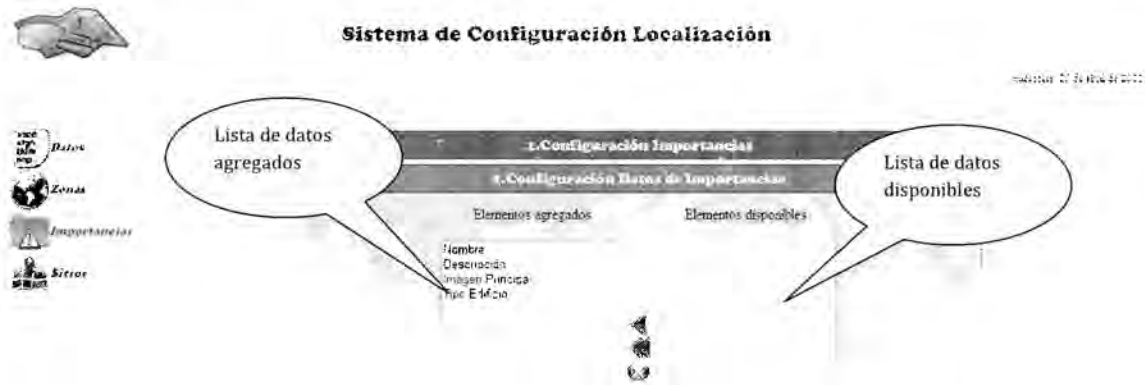 Sistema de Configuración Localización
Datos
Zonas
Importancias
Sitios
Lista de datos
agregados
1.Configuración Importancias
1.Configuración Datos de Importancias
Elementos agregados
Elementos disponibles
Nombre
Descripción
Imagen Principal
Tipo Edificio
Lista de datos
disponibles